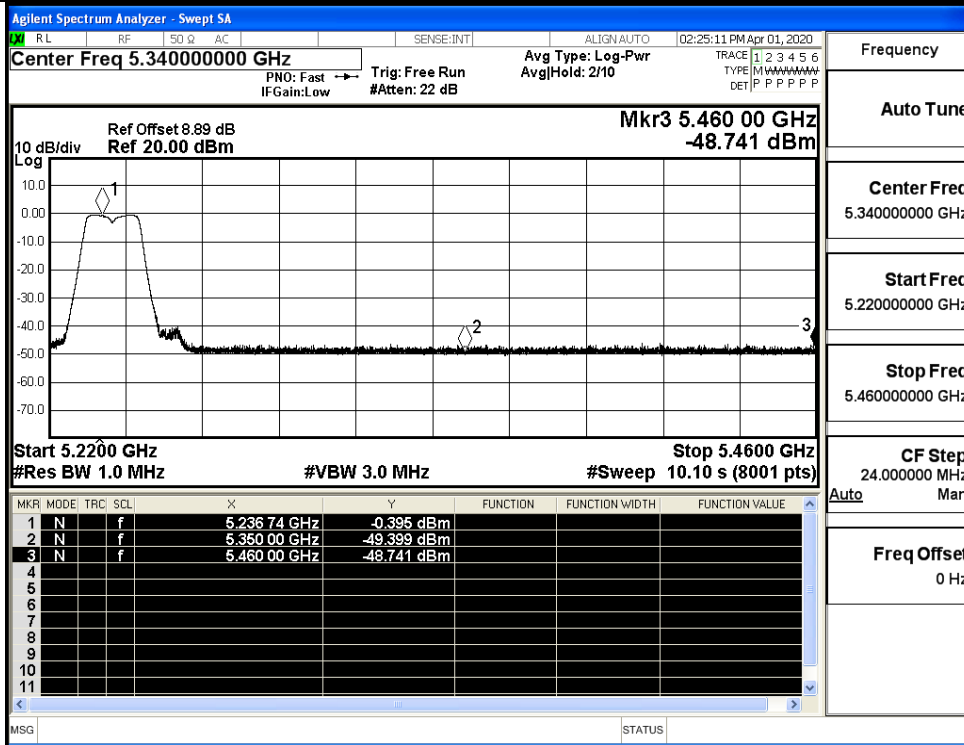 Agilent Spectrum Analyzer - Swept SA
LXI RL RF 50 Ω AC SENSE:INT ALIGN AUTO 02:25:11 PM Apr 01, 2020
Center Freq 5.340000000 GHz
PNO: Fast
IFGain:Low
Trig: Free Run
#Atten: 22 dB
Avg Type: Log-Pwr
Avg|Hold: 2/10
TRACE 1 2 3 4 5 6
TYPE M WWWWW
DET P P P P P P
Mkr3 5.460 00 GHz
-48.741 dBm
Ref Offset 8.89 dB
10 dB/div Ref 20.00 dBm
Log
10.0
0.00
-10.0
-20.0
-30.0
-40.0
-50.0
-60.0
-70.0
1
2
3
Start 5.2200 GHz Stop 5.4600 GHz
#Res BW 1.0 MHz #VBW 3.0 MHz #Sweep 10.10 s (8001 pts)
MKR MODE TRC SCL X Y FUNCTION FUNCTION WIDTH FUNCTION VALUE
1 N f 5.236 74 GHz -0.395 dBm
2 N f 5.350 00 GHz -49.399 dBm
3 N f 5.460 00 GHz -48.741 dBm
4
5
6
7
8
9
10
11
MSG STATUS
Frequency
Auto Tune
Center Freq
5.340000000 GHz
Start Freq
5.220000000 GHz
Stop Freq
5.460000000 GHz
CF Step
24.000000 MHz
Auto Man
Freq Offset
0 Hz